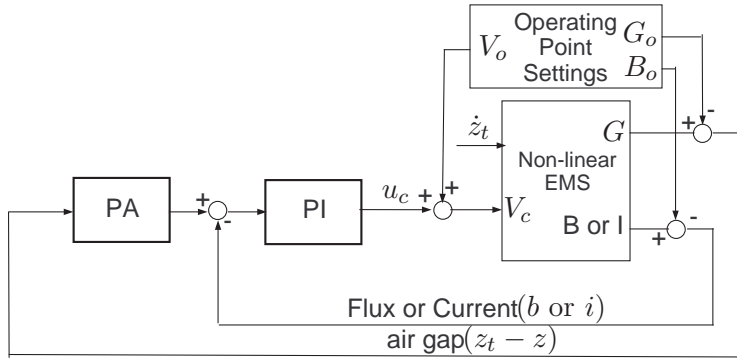 Operating
Point
Settings
V_o
G_o
B_o
-
-
ż_t
G
+
Non-linear
EMS
PA
+
-
PI
u_c
+
+
V_c
B or I
+
Flux or Current(b or i)
air gap(z_t − z)